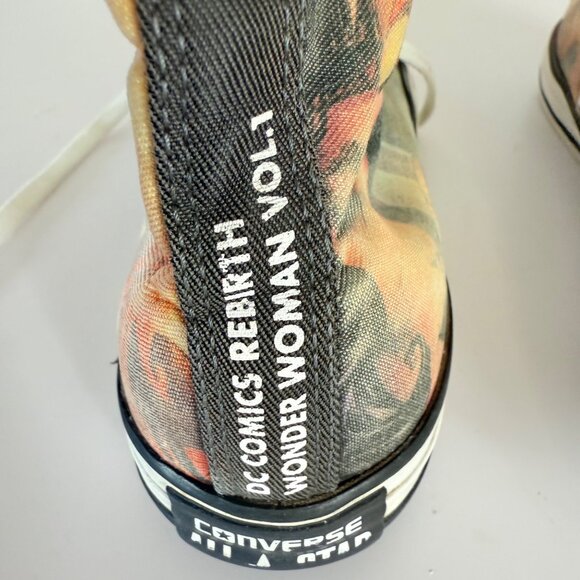 DC COMICS REBIRTH
WONDER WOMAN VOL.1
CONVERSE
ALL STAR